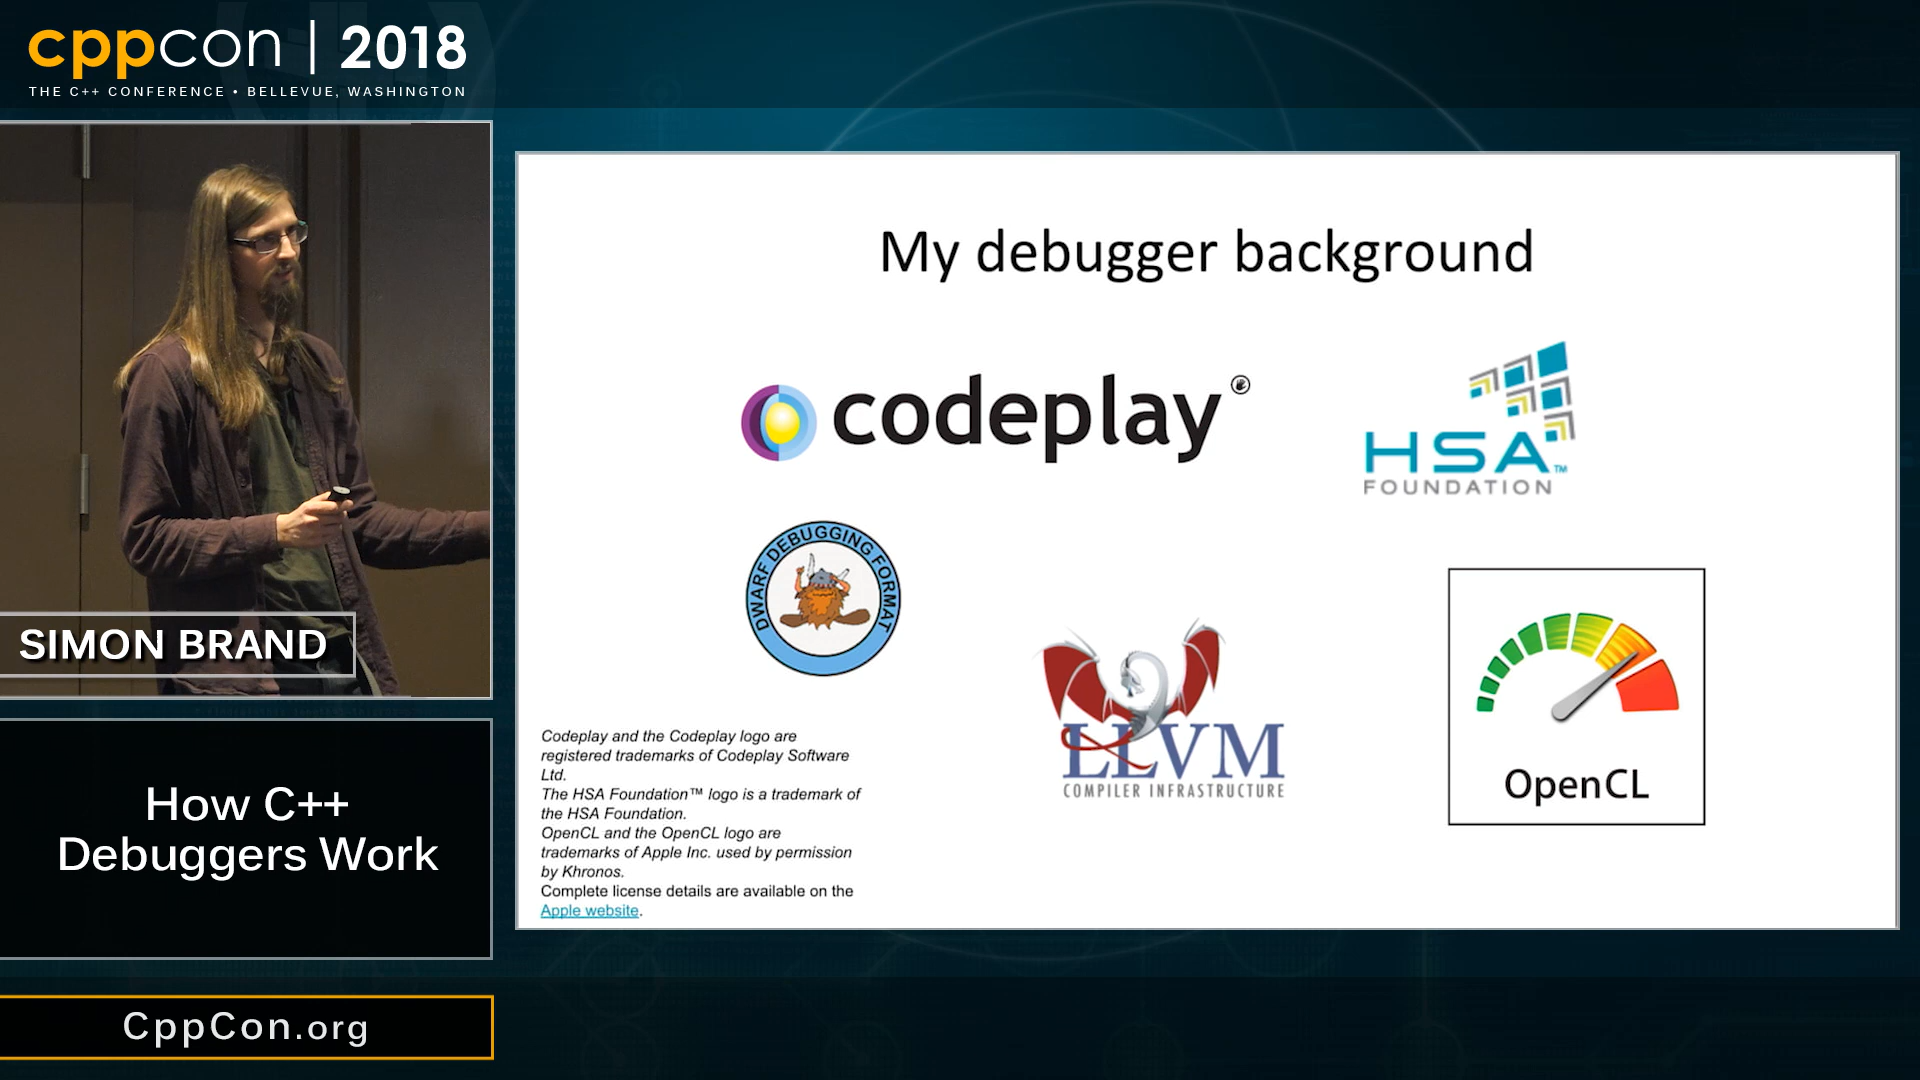 cppcon | 2018
THE C++ CONFERENCE • BELLEVUE, WASHINGTON
SIMON BRAND
How C++
Debuggers Work
CppCon.org
My debugger background
codeplay®
HSA™
FOUNDATION
DWARF DEBUGGING FORMAT
LLVM
COMPILER INFRASTRUCTURE
OpenCL
Codeplay and the Codeplay logo are
registered trademarks of Codeplay Software
Ltd.
The HSA Foundation™ logo is a trademark of
the HSA Foundation.
OpenCL and the OpenCL logo are
trademarks of Apple Inc. used by permission
by Khronos.
Complete license details are available on the
Apple website.